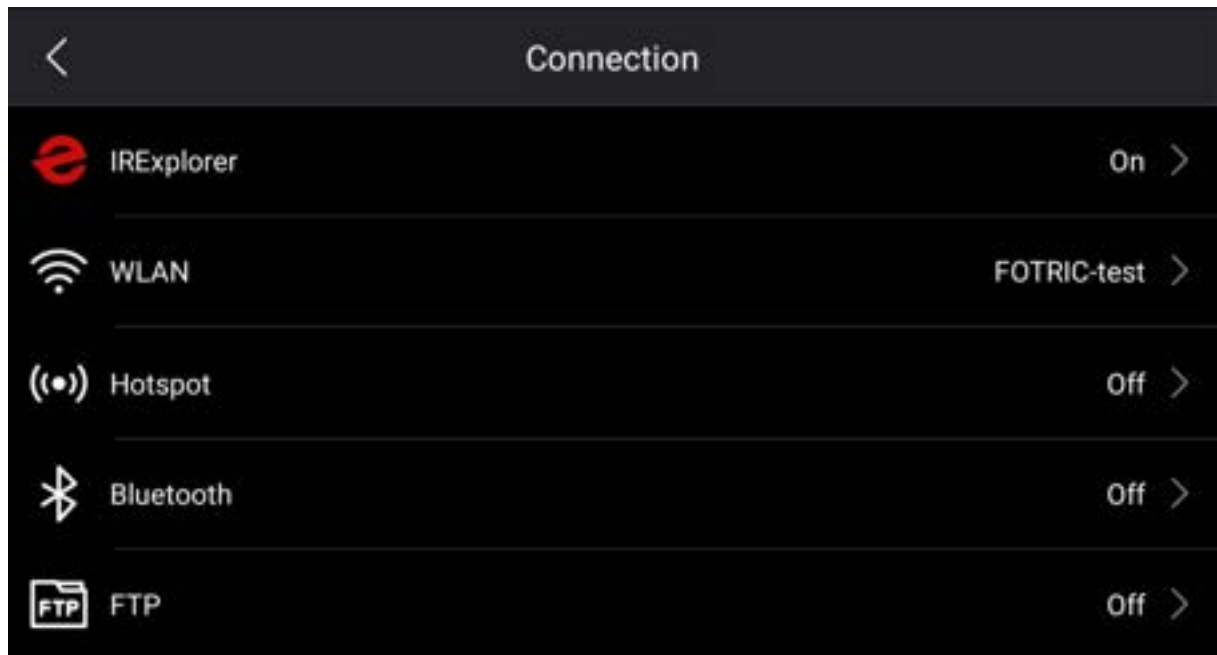 Connection
IRExplorer On
WLAN FOTRIC-test
Hotspot Off
Bluetooth Off
FTP FTP Off